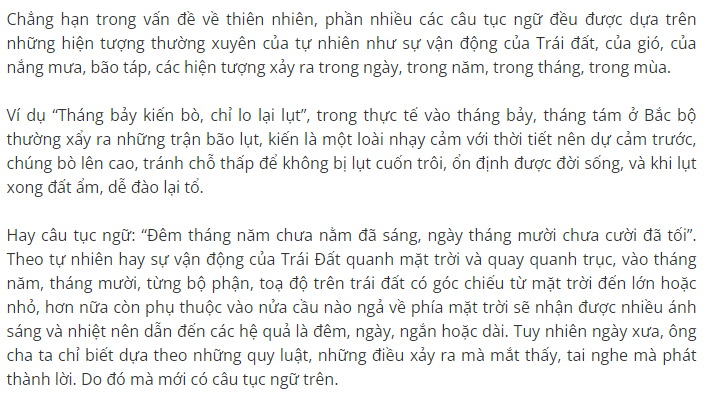 Chẳng hạn trong vấn đề về thiên nhiên, phần nhiều các câu tục ngữ đều được dựa trên
những hiện tượng thường xuyên của tự nhiên như sự vận động của Trái đất, của gió, của
nắng mưa, bão táp, các hiện tượng xảy ra trong ngày, trong năm, trong tháng, trong mùa.
Ví dụ “Tháng bảy kiến bò, chỉ lo lại lụt”, trong thực tế vào tháng bảy, tháng tám ở Bắc bộ
thường xẩy ra những trận bão lụt, kiến là một loài nhạy cảm với thời tiết nên dự cảm trước,
chúng bò lên cao, tránh chỗ thấp để không bị lụt cuốn trôi, ổn định được đời sống, và khi lụt
xong đất ẩm, dễ đào lại tổ.
Hay câu tục ngữ: “Đêm tháng năm chưa nằm đã sáng, ngày tháng mười chưa cười đã tối”.
Theo tự nhiên hay sự vận động của Trái Đất quanh mặt trời và quay quanh trục, vào tháng
năm, tháng mười, từng bộ phận, toạ độ trên trái đất có góc chiếu từ mặt trời đến lớn hoặc
nhỏ, hơn nữa còn phụ thuộc vào nửa cầu nào ngả về phía mặt trời sẽ nhận được nhiều ánh
sáng và nhiệt nên dẫn đến các hệ quả là đêm, ngày, ngắn hoặc dài. Tuy nhiên ngày xưa, ông
cha ta chỉ biết dựa theo những quy luật, những điều xảy ra mà mắt thấy, tai nghe mà phát
thành lời. Do đó mà mới có câu tục ngữ trên.